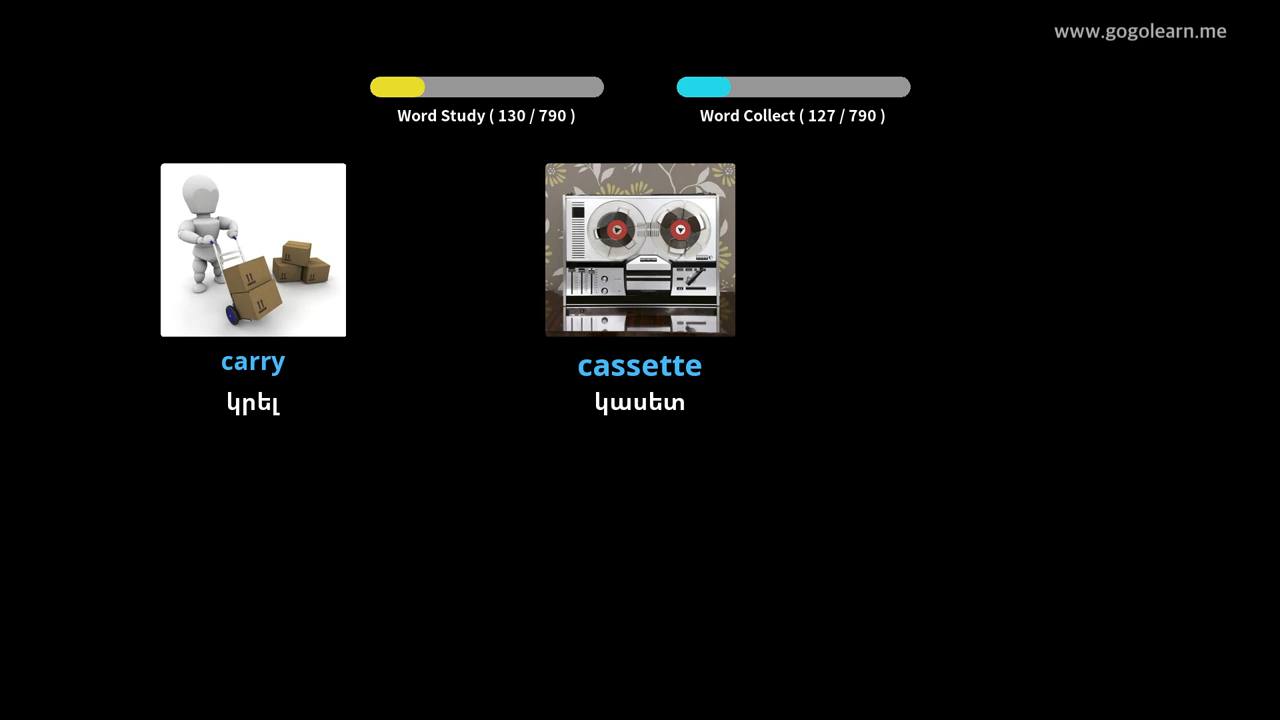 www.gogolearn.me
Word Study ( 130 / 790 )
Word Collect ( 127 / 790 )
carry
կրել
cassette
կասետ